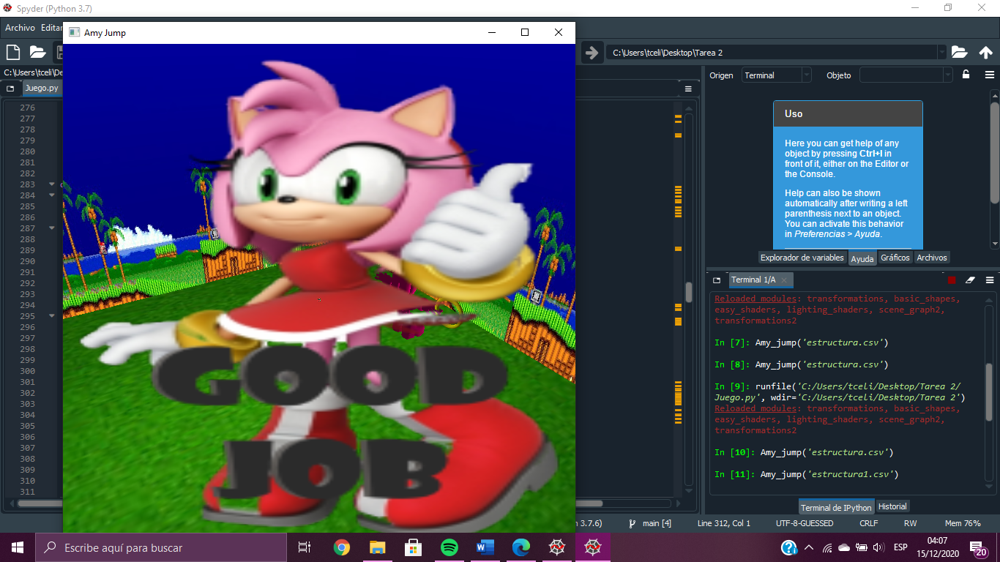 Spyder (Python 3.7)
Archivo Editar
Amy Jump
C:\Users\tceli\Desktop\Tarea 2
C:\Users\tceli\De
Juego.py
276
277
278
279
280
281
282
283
284
285
286
287
288
289
290
291
292
293
294
295
296
297
298
299
300
301
302
303
304
305
306
307
308
309
310
311
GOOD
JOB
Origen Terminal Objeto
Uso
Here you can get help of any
object by pressing Ctrl+I in
front of it, either on the Editor or
the Console.
Help can also be shown
automatically after writing a left
parenthesis next to an object.
You can activate this behavior
in Preferencias > Ayuda.
Explorador de variables Ayuda Gráficos Archivos
Terminal 1/A
Reloaded modules: transformations, basic_shapes,
easy_shaders, lighting_shaders, scene_graph2,
transformations2
In [7]: Amy_jump('estructura.csv')
In [8]: Amy_jump('estructura.csv')
In [9]: runfile('C:/Users/tceli/Desktop/Tarea 2/
Juego.py', wdir='C:/Users/tceli/Desktop/Tarea 2')
Reloaded modules: transformations, basic_shapes,
easy_shaders, lighting_shaders, scene_graph2,
transformations2
In [10]: Amy_jump('estructura.csv')
In [11]: Amy_jump('estructura1.csv')
Terminal de IPython Historial
3.7.6) main [4] Line 312, Col 1 UTF-8-GUESSED CRLF RW Mem 76%
Escribe aquí para buscar
ESP
04:07
15/12/2020
20